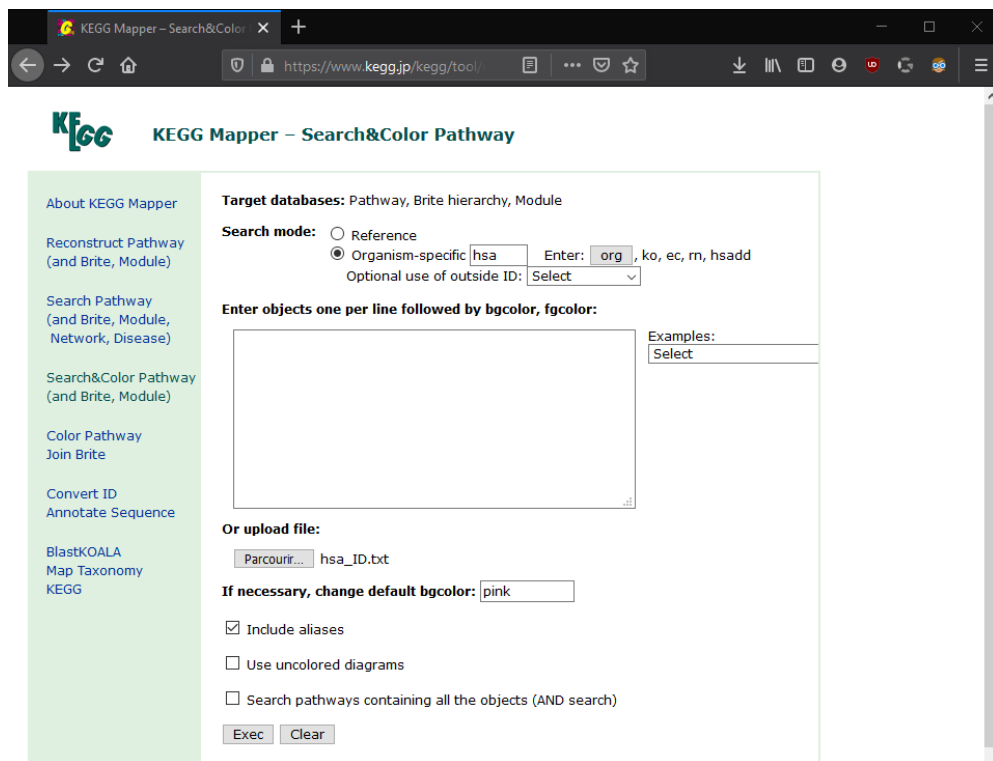 KEGG Mapper – Search&Color
https://www.kegg.jp/kegg/tool/
KEGG
KEGG Mapper – Search&Color Pathway
About KEGG Mapper
Reconstruct Pathway
(and Brite, Module)
Search Pathway
(and Brite, Module,
Network, Disease)
Search&Color Pathway
(and Brite, Module)
Color Pathway
Join Brite
Convert ID
Annotate Sequence
BlastKOALA
Map Taxonomy
KEGG
Target databases: Pathway, Brite hierarchy, Module
Search mode: Reference
Organism-specific hsa Enter: org , ko, ec, rn, hsadd
Optional use of outside ID: Select
Enter objects one per line followed by bgcolor, fgcolor:
Examples:
Select
Or upload file:
Parcourir... hsa_ID.txt
If necessary, change default bgcolor: pink
Include aliases
Use uncolored diagrams
Search pathways containing all the objects (AND search)
Exec Clear